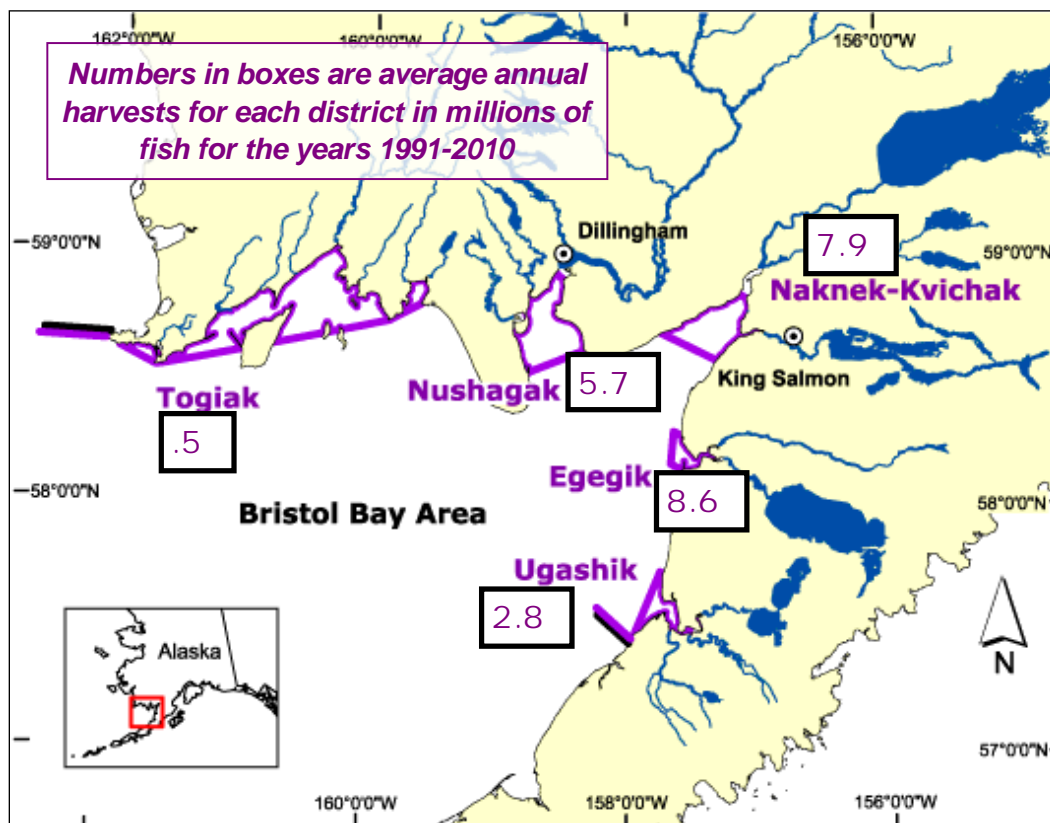 162°0'0"W
160°0'0"W
156°0'0"W
Numbers in boxes are average annual
harvests for each district in millions of
fish for the years 1991-2010
59°0'0"N
Dillingham
7.9
59°0'0"N
Naknek-Kvichak
King Salmon
Togiak
.5
Nushagak
5.7
Egegik
8.6
58°0'0"N
58°0'0"N
Bristol Bay Area
Ugashik
2.8
Alaska
N
57°0'0"N
160°0'0"W
158°0'0"W
156°0'0"W